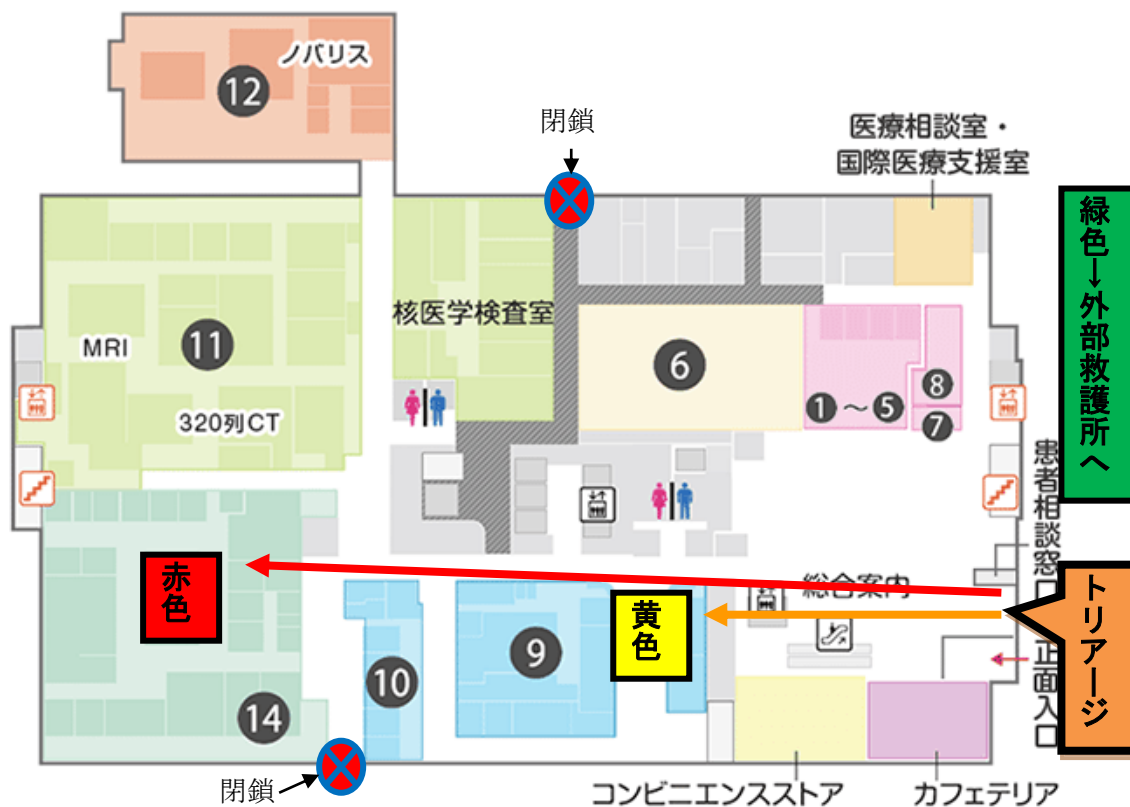 ノバリス
12
閉鎖
医療相談室・
国際医療支援室
緑色→外部救護所へ
核医学検査室
MRI
11
6
320列CT
1～5
8
7
患者相談窓口
赤色
総合案内
黄色
トリアージ
9
10
正面入口
14
閉鎖
コンビニエンスストア
カフェテリア